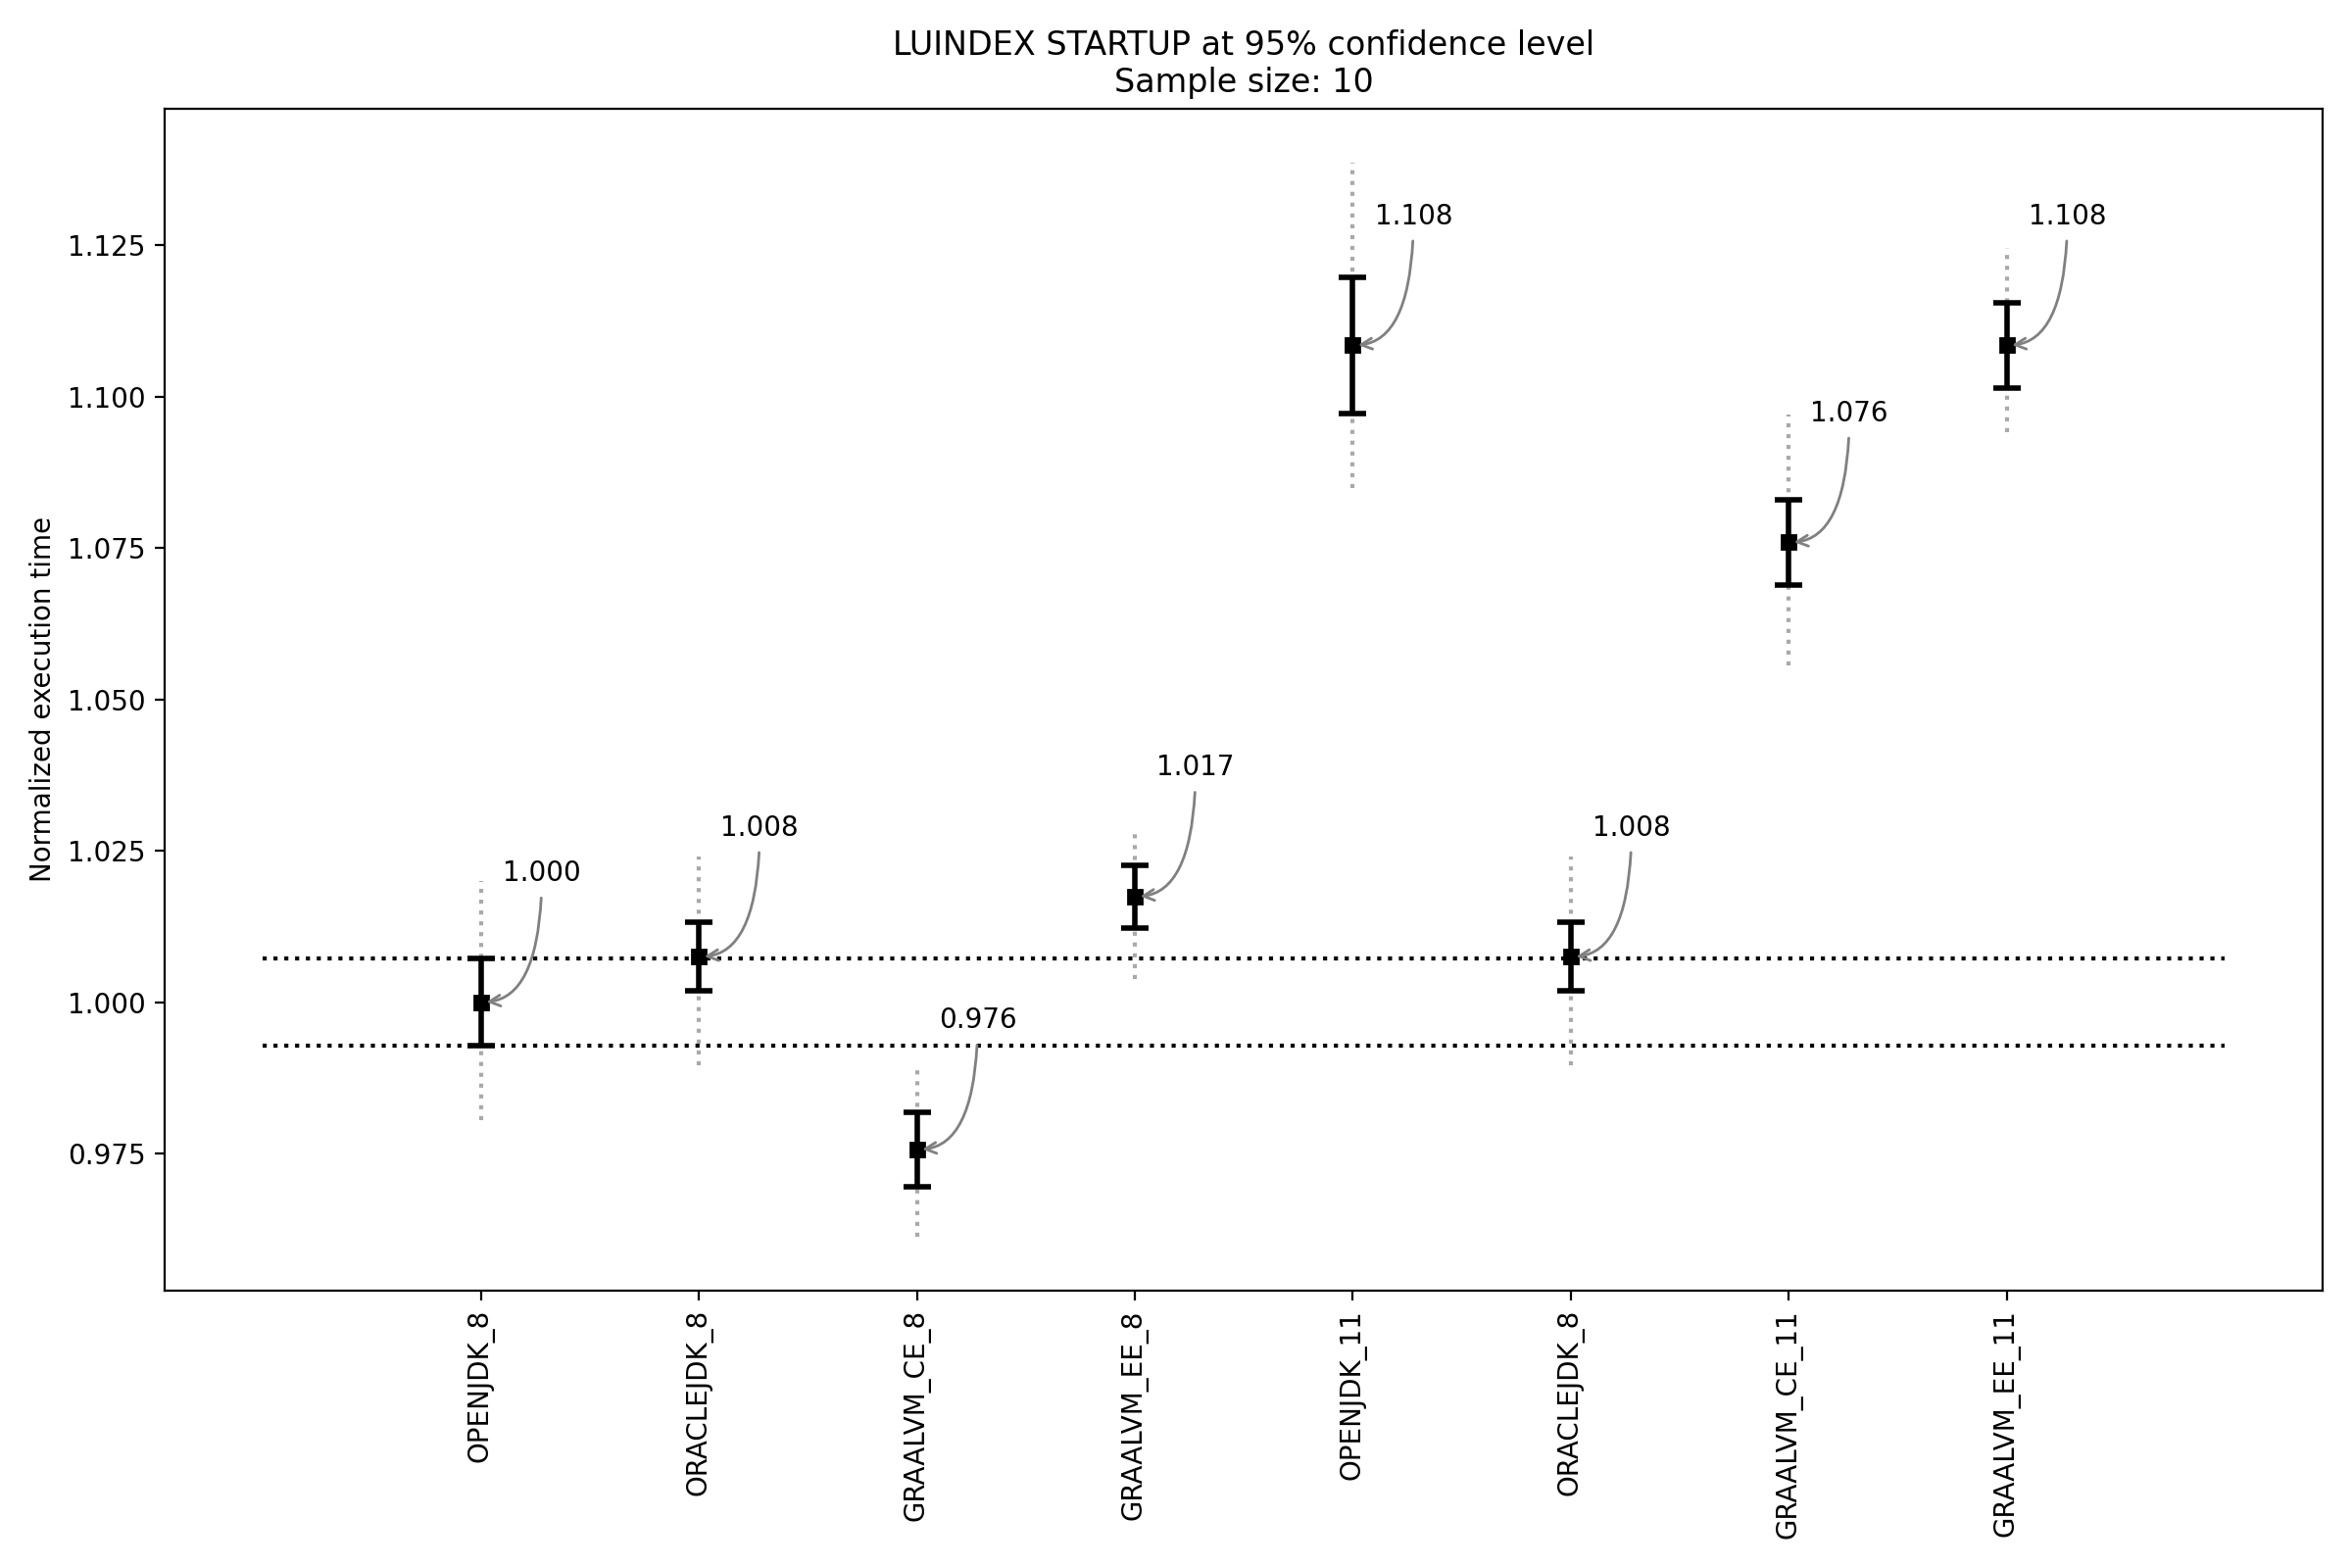 LUINDEX STARTUP at 95% confidence level
Sample size: 10
Normalized execution time
1.125
1.100
1.075
1.050
1.025
1.000
0.975
1.000
1.008
0.976
1.017
1.108
1.008
1.076
1.108
OPENJDK_8
ORACLEJDK_8
GRAALVM_CE_8
GRAALVM_EE_8
OPENJDK_11
ORACLEJDK_8
GRAALVM_CE_11
GRAALVM_EE_11